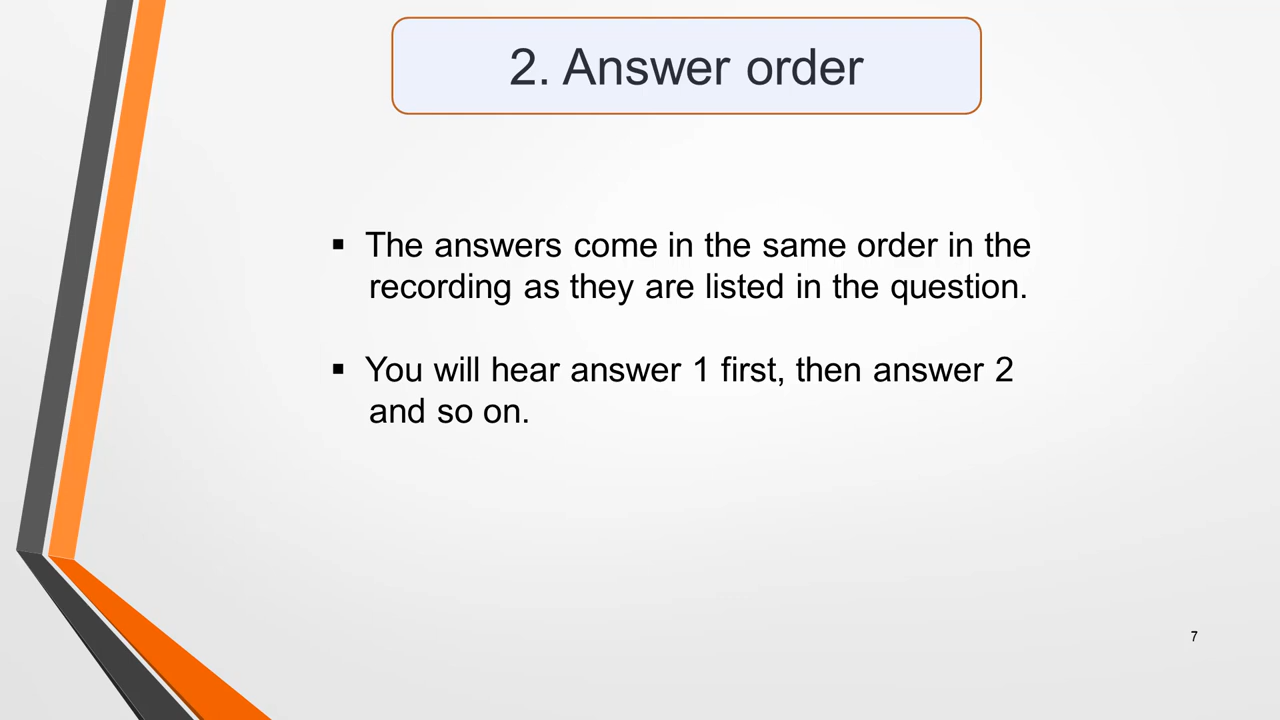 2. Answer order
▪ The answers come in the same order in the
recording as they are listed in the question.
▪ You will hear answer 1 first, then answer 2
and so on.
7